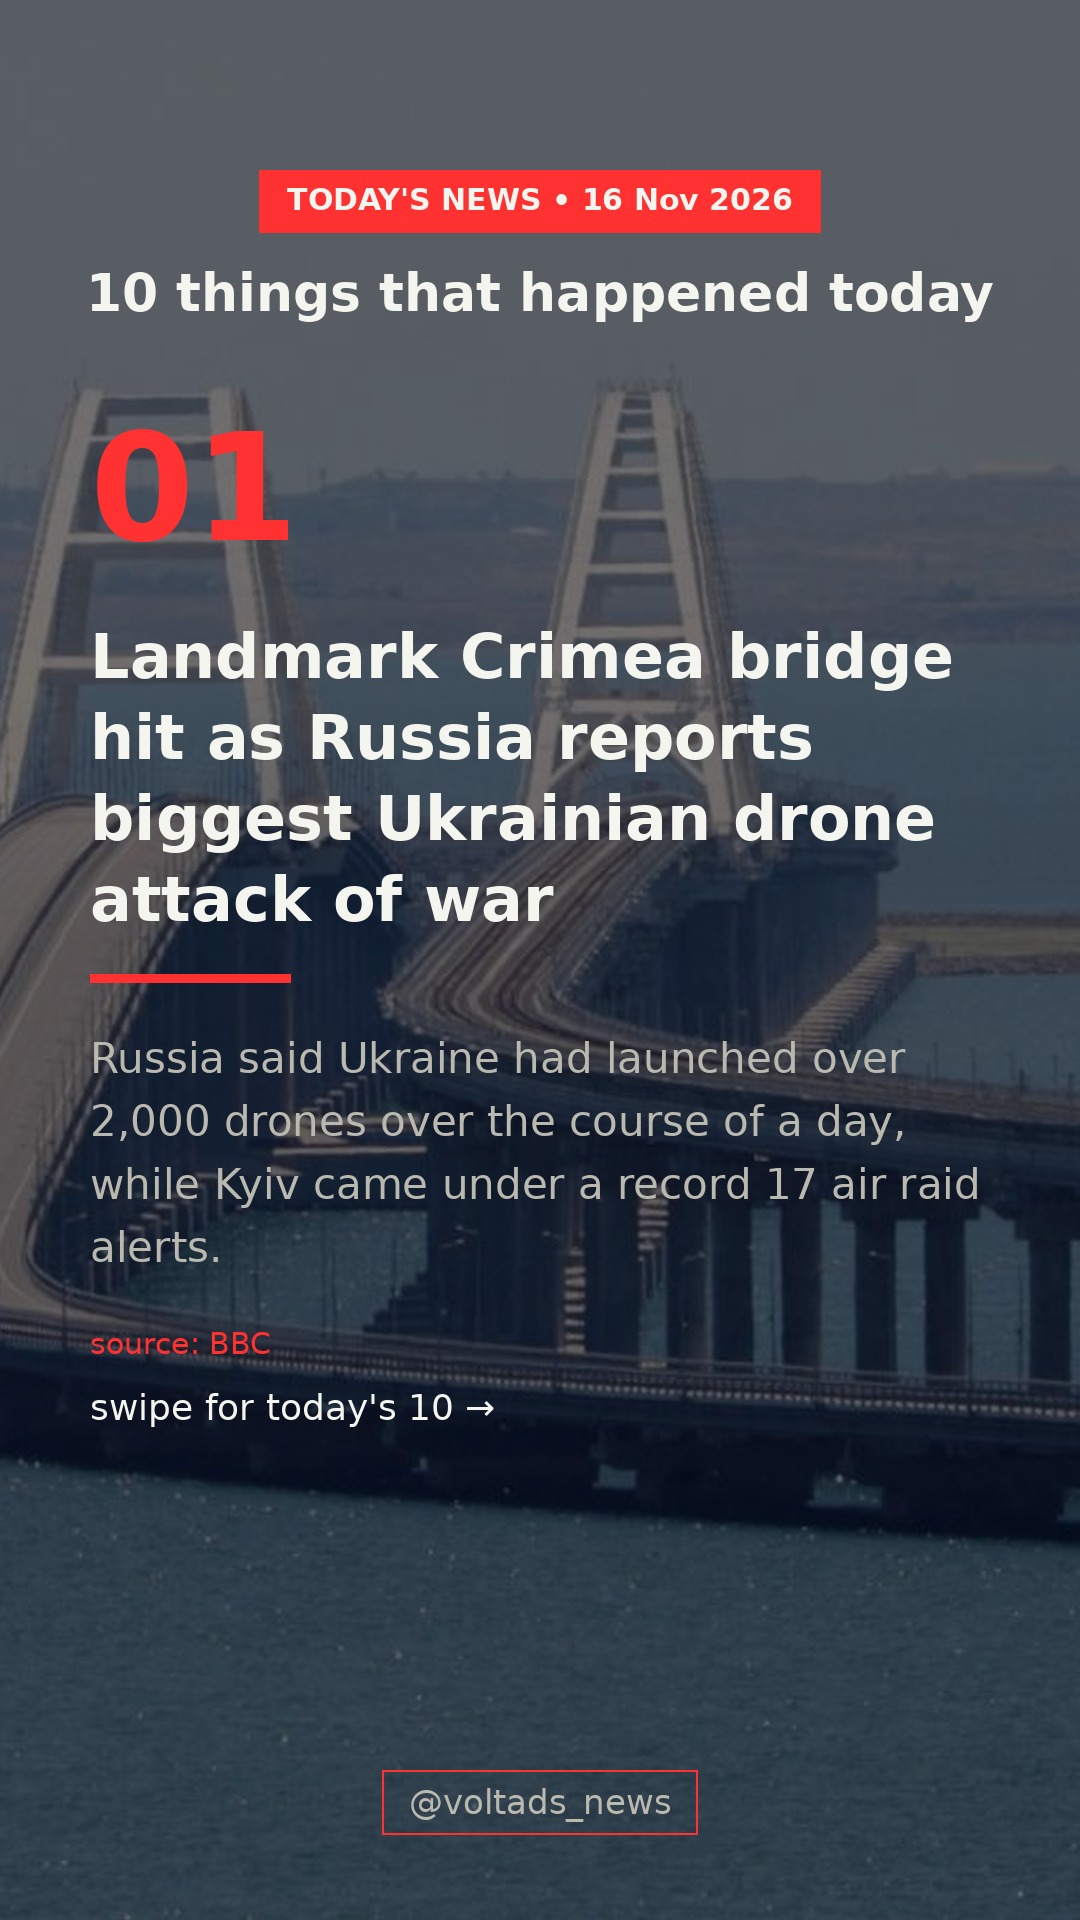 TODAY'S NEWS • 16 Nov 2026
10 things that happened today
01
Landmark Crimea bridge
hit as Russia reports
biggest Ukrainian drone
attack of war
Russia said Ukraine had launched over
2,000 drones over the course of a day,
while Kyiv came under a record 17 air raid
alerts.
source: BBC
swipe for today's 10 →
@voltads_news